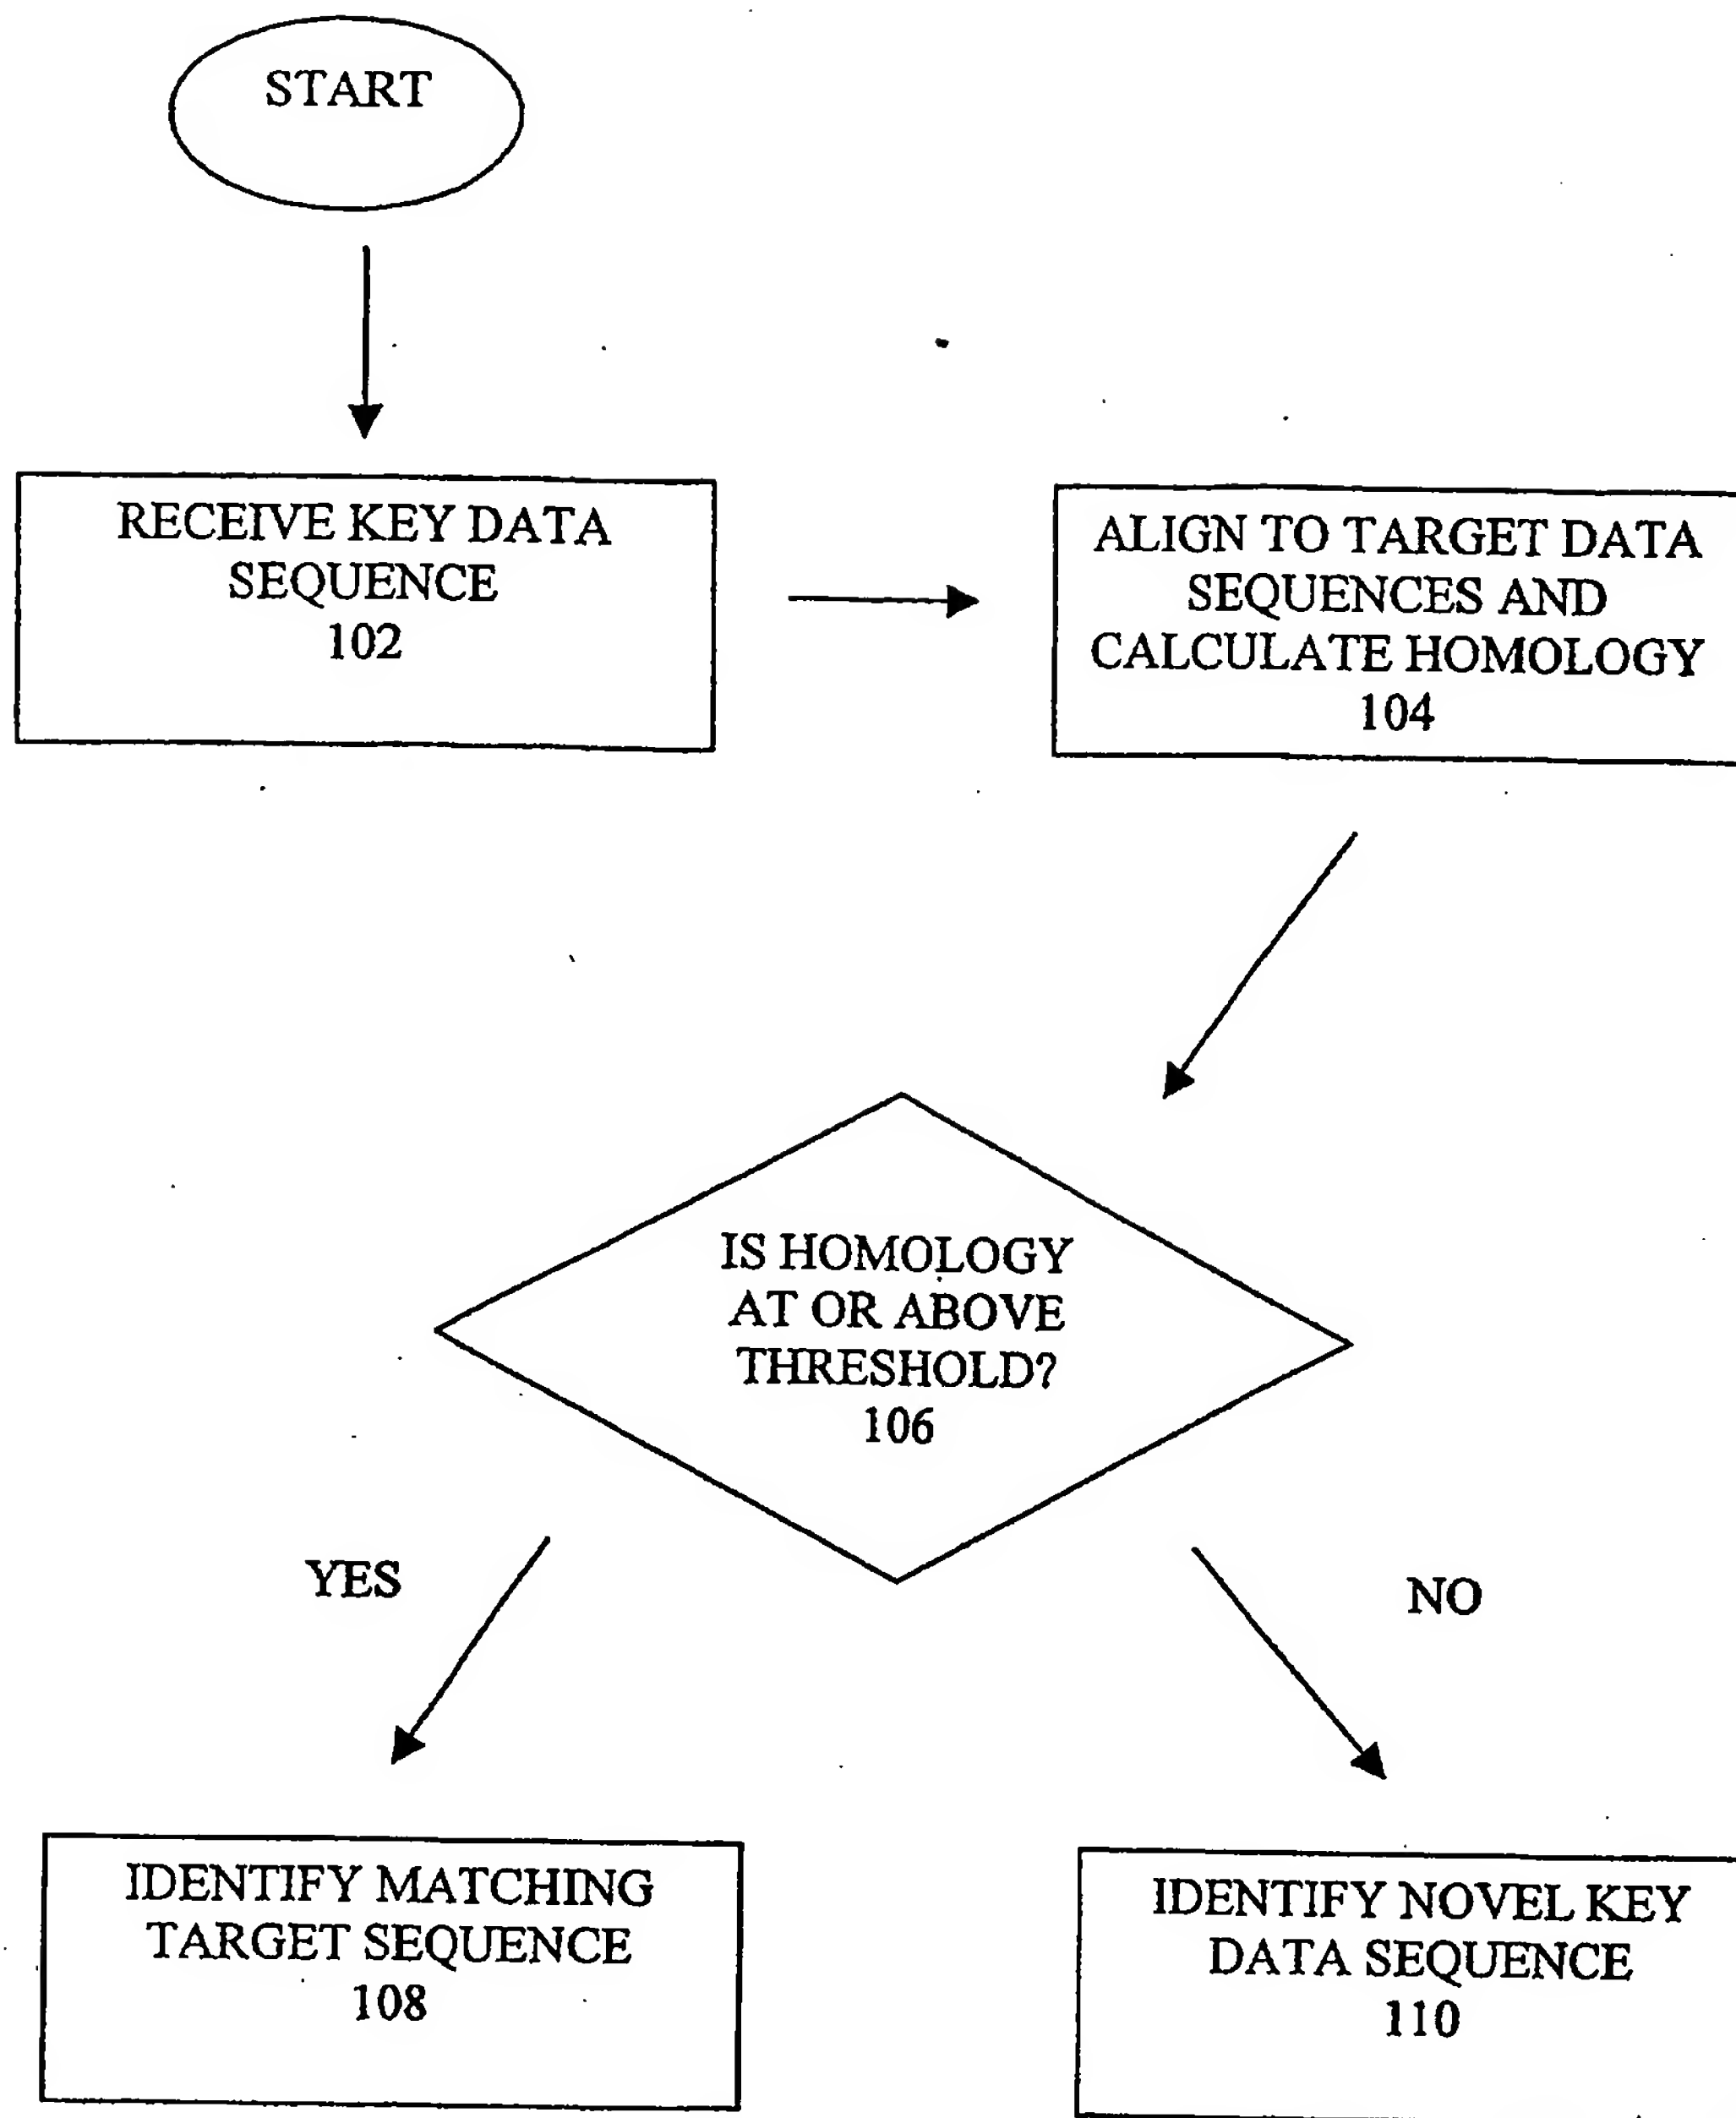 START
RECEIVE KEY DATA
SEQUENCE
102
ALIGN TO TARGET DATA
SEQUENCES AND
CALCULATE HOMOLOGY
104
IS HOMOLOGY
AT OR ABOVE
THRESHOLD?
106
YES
NO
IDENTIFY MATCHING
TARGET SEQUENCE
108
IDENTIFY NOVEL KEY
DATA SEQUENCE
110